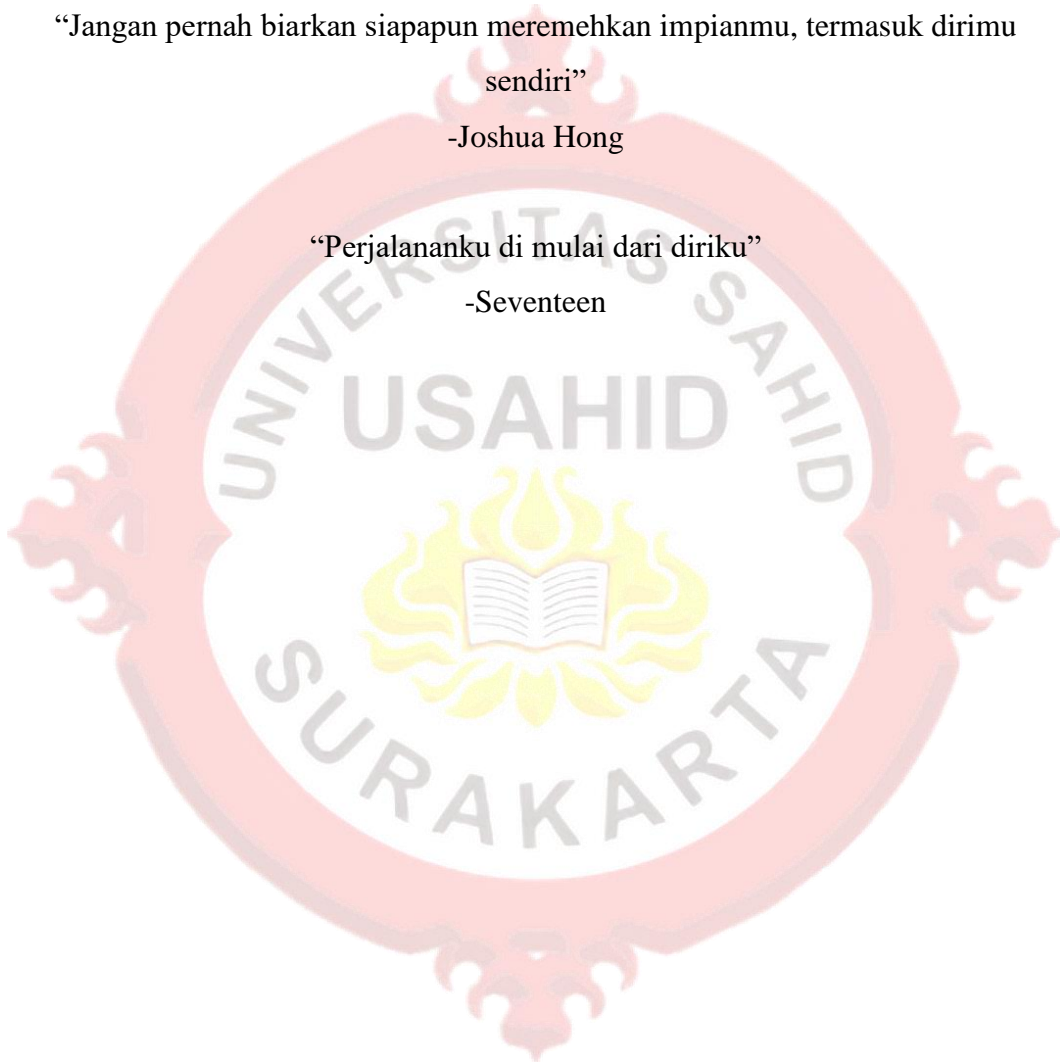 “Jangan pernah biarkan siapapun meremehkan impianmu, termasuk dirimu
sendiri”
-Joshua Hong
“Perjalananku di mulai dari diriku”
-Seventeen
UNIVERSITAS SAHID
USAHID
SURAKARTA